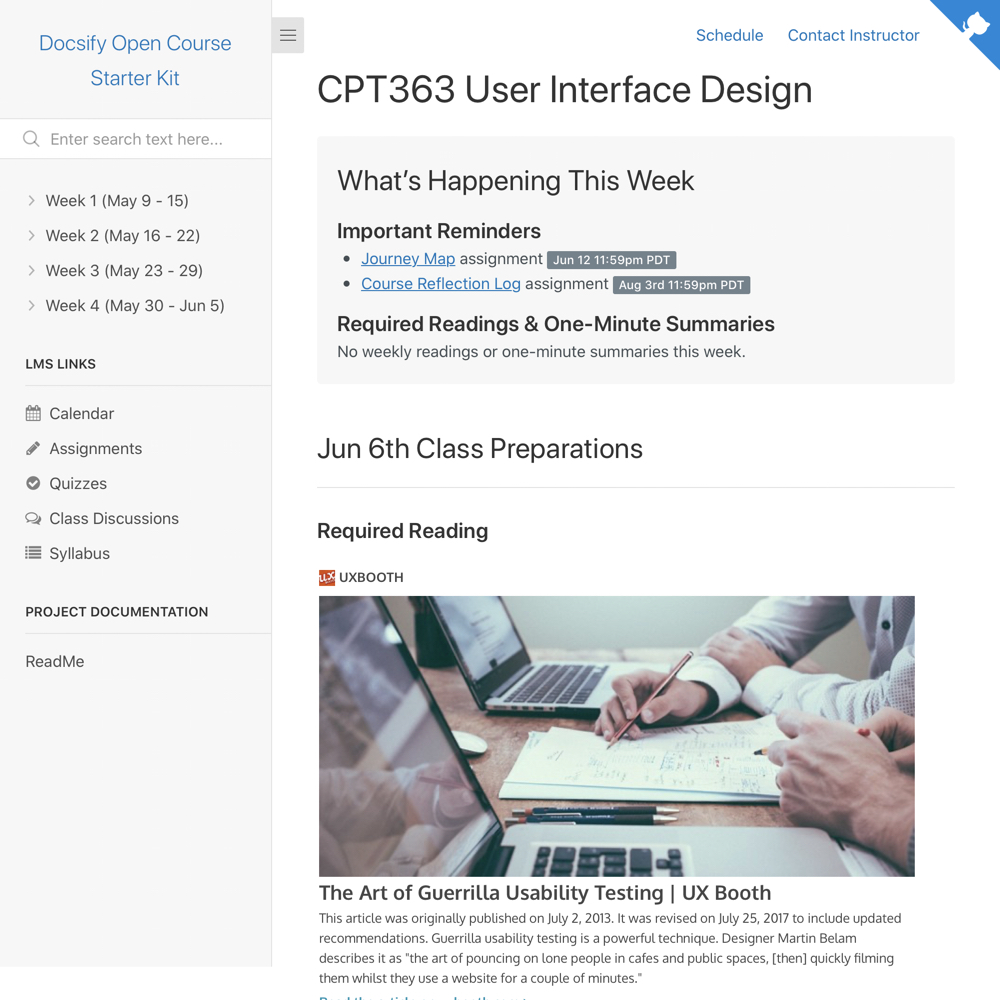 Docsify Open Course
Starter Kit
Enter search text here...
Week 1 (May 9 - 15)
Week 2 (May 16 - 22)
Week 3 (May 23 - 29)
Week 4 (May 30 - Jun 5)
LMS LINKS
Calendar
Assignments
Quizzes
Class Discussions
Syllabus
PROJECT DOCUMENTATION
ReadMe
Schedule Contact Instructor
CPT363 User Interface Design
What’s Happening This Week
Important Reminders
Journey Map assignment Jun 12 11:59pm PDT
Course Reflection Log assignment Aug 3rd 11:59pm PDT
Required Readings & One-Minute Summaries
No weekly readings or one-minute summaries this week.
Jun 6th Class Preparations
Required Reading
ux UXBOOTH
The Art of Guerrilla Usability Testing | UX Booth
This article was originally published on July 2, 2013. It was revised on July 25, 2017 to include updated
recommendations. Guerrilla usability testing is a powerful technique. Designer Martin Belam
describes it as "the art of pouncing on lone people in cafes and public spaces, [then] quickly filming
them whilst they use a website for a couple of minutes."